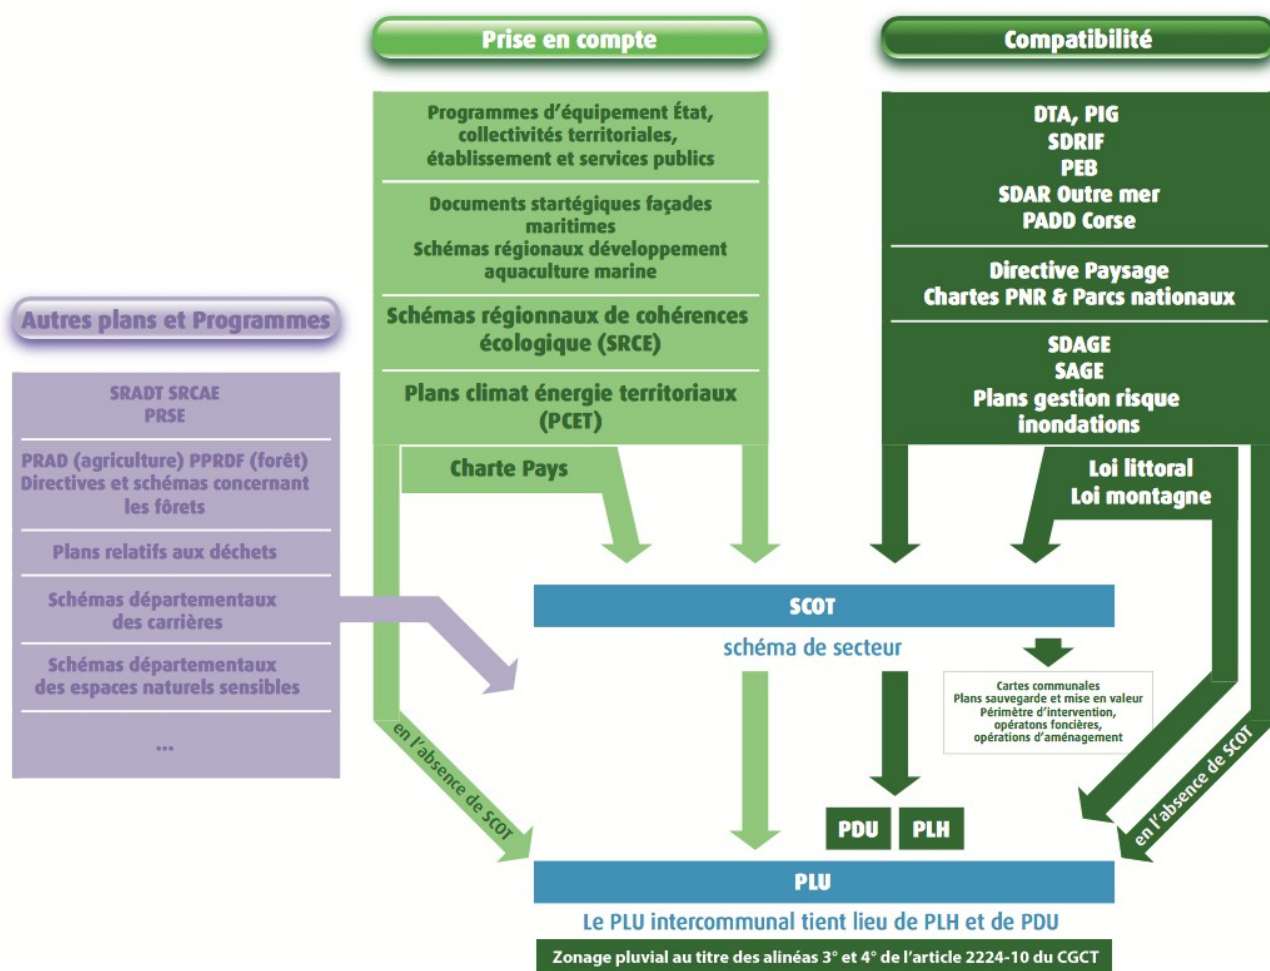 Prise en compte
Programmes d'équipement État,
collectivités territoriales,
établissement et services publics
Documents startégiques façades
maritimes
Schémas régionaux développement
aquaculture marine
Schémas régionnaux de cohérences
écologique (SRCE)
Plans climat énergie territoriaux
(PCET)
Charte Pays
en l'absence de SCOT
Compatibilité
DTA, PIG
SDRIF
PEB
SDAR Outre mer
PADD Corse
Directive Paysage
Chartes PNR & Parcs nationaux
SDAGE
SAGE
Plans gestion risque
inondations
Loi littoral
Loi montagne
en l'absence de SCOT
Autres plans et Programmes
SRADT SRCAE
PRSE
PRAD (agriculture) PPRDF (forêt)
Directives et schémas concernant
les fôrets
Plans relatifs aux déchets
Schémas départementaux
des carrières
Schémas départementaux
des espaces naturels sensibles
...
SCOT
schéma de secteur
Cartes communales
Plans sauvegarde et mise en valeur
Périmètre d'intervention,
opératons foncières,
opérations d'aménagement
PDU
PLH
PLU
Le PLU intercommunal tient lieu de PLH et de PDU
Zonage pluvial au titre des alinéas 3° et 4° de l'article 2224-10 du CGCT